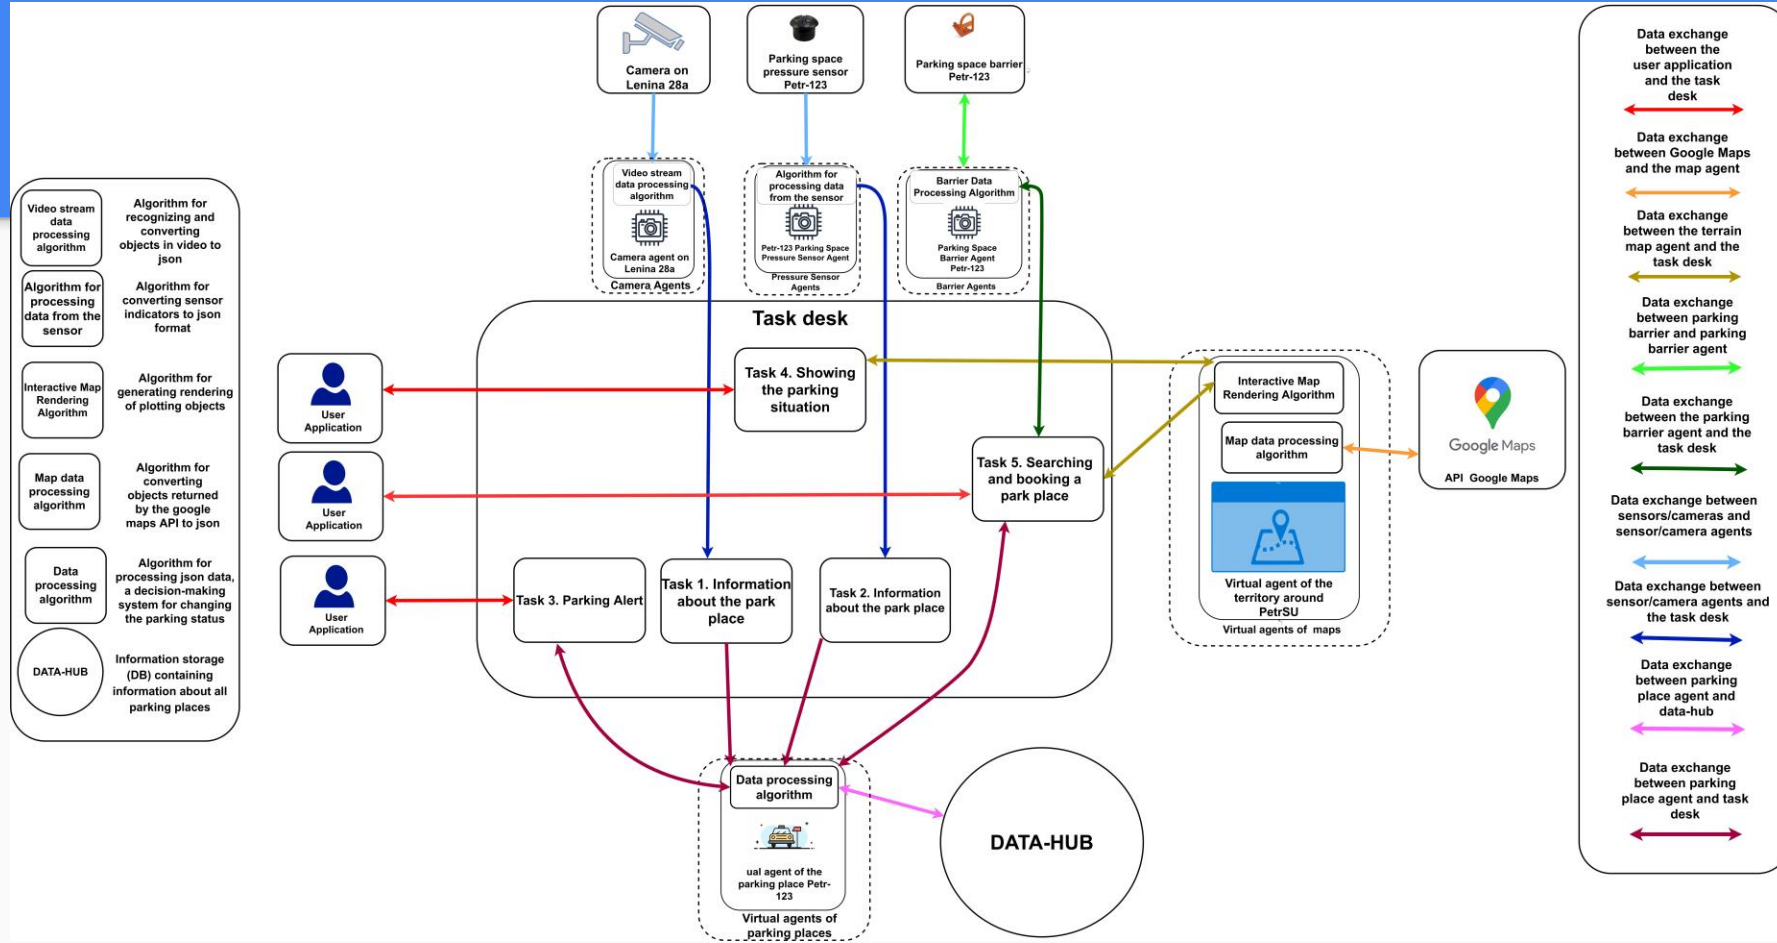 Camera on
Lenina 28a
Parking space
pressure sensor
Petr-123
Parking space barrier
Petr-123
Video stream
data processing
algorithm
Camera agent on
Lenina 28a
Camera Agents
Algorithm for
processing data
from the sensor
Petr-123 Parking Space
Pressure Sensor Agent
Pressure Sensor
Agents
Barrier Data
Processing Algorithm
Parking Space
Barrier Agent
Petr-123
Barrier Agents
Video stream
data
processing
algorithm
Algorithm for
recognizing and
converting
objects in video to
json
Algorithm for
processing
data from the
sensor
Algorithm for
converting sensor
indicators to json
format
Interactive Map
Rendering
Algorithm
Algorithm for
generating rendering
of plotting objects
Map data
processing
algorithm
Algorithm for
converting
objects returned
by the google
maps API to json
Data
processing
algorithm
Algorithm for
processing json data,
a decision-making
system for changing
the parking status
DATA-HUB
Information storage
(DB) containing
information about all
parking places
User
Application
User
Application
User
Application
Task desk
Task 4. Showing
the parking
situation
Task 5. Searching
and booking a
park place
Task 3. Parking Alert
Task 1. Information
about the park
place
Task 2. Information
about the park place
Interactive Map
Rendering Algorithm
Map data processing
algorithm
Virtual agent of the
territory around
PetrSU
Virtual agents of maps
Google Maps
API Google Maps
Data processing
algorithm
ual agent of the
parking place Petr-
123
Virtual agents of
parking places
DATA-HUB
Data exchange
between the
user application
and the task
desk
Data exchange
between Google Maps
and the map agent
Data exchange
between the terrain
map agent and the
task desk
Data exchange
between parking
barrier and parking
barrier agent
Data exchange
between the parking
barrier agent and the
task desk
Data exchange between
sensors/cameras and
sensor/camera agents
Data exchange between
sensor/camera agents and
the task desk
Data exchange
between parking
place agent and
data-hub
Data exchange
between parking
place agent and task
desk